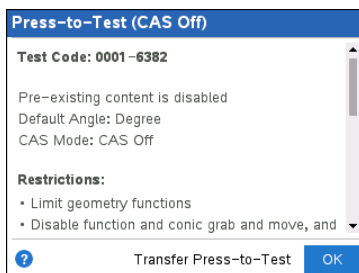 Press-to-Test (CAS Off)
Test Code: 0001-6382
Pre-existing content is disabled
Default Angle: Degree
CAS Mode: CAS Off
Restrictions:
• Limit geometry functions
• Disable function and conic grab and move, and
? Transfer Press-to-Test OK